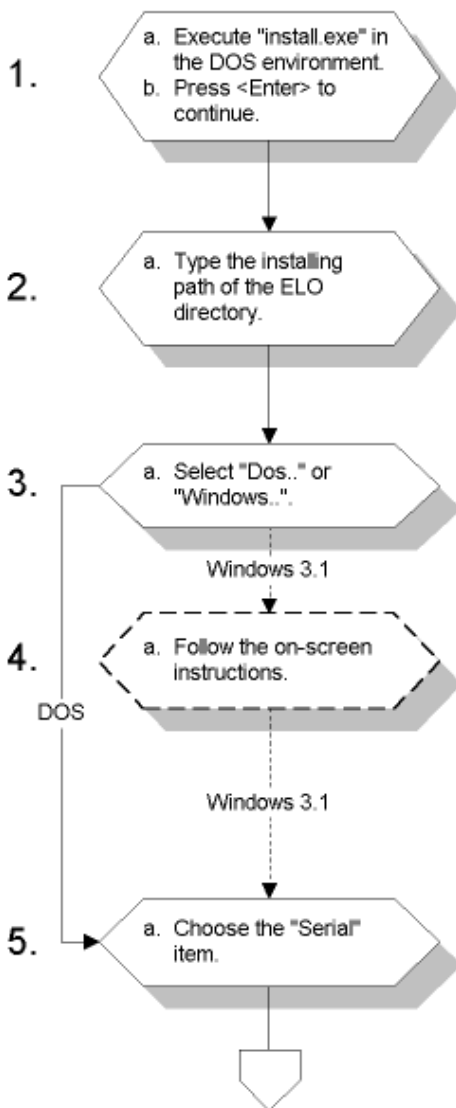 1.
a. Execute "install.exe" in
the DOS environment.
b. Press <Enter> to
continue.
2.
a. Type the installing
path of the ELO
directory.
3.
a. Select "Dos.." or
"Windows..".
Windows 3.1
4.
a. Follow the on-screen
instructions.
DOS
Windows 3.1
5.
a. Choose the "Serial"
item.